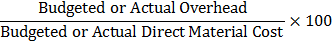 Budgeted or Actual Overhead
Budgeted or Actual Direct Material Cost × 100